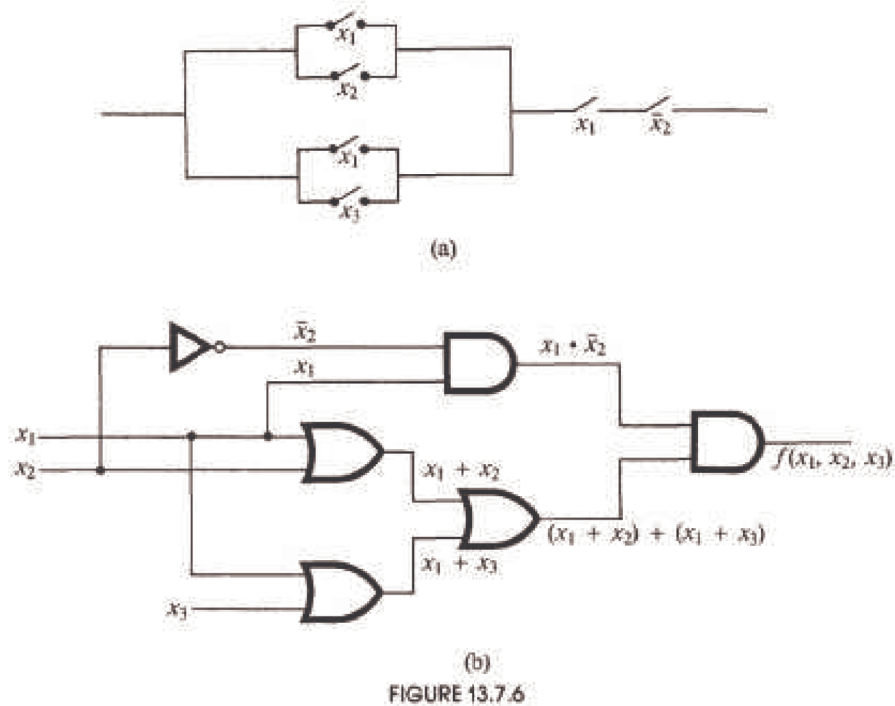 x₁
x₂
x₁ x̄₂
x₁
x₃
(a)
x̄₂
x₁ • x̄₂
x₁
x₁
x₂
f(x₁, x₂, x₃)
x₁ + x₂
(x₁ + x₂) + (x₁ + x₃)
x₁ + x₃
x₃
(b)
FIGURE 13.7.6